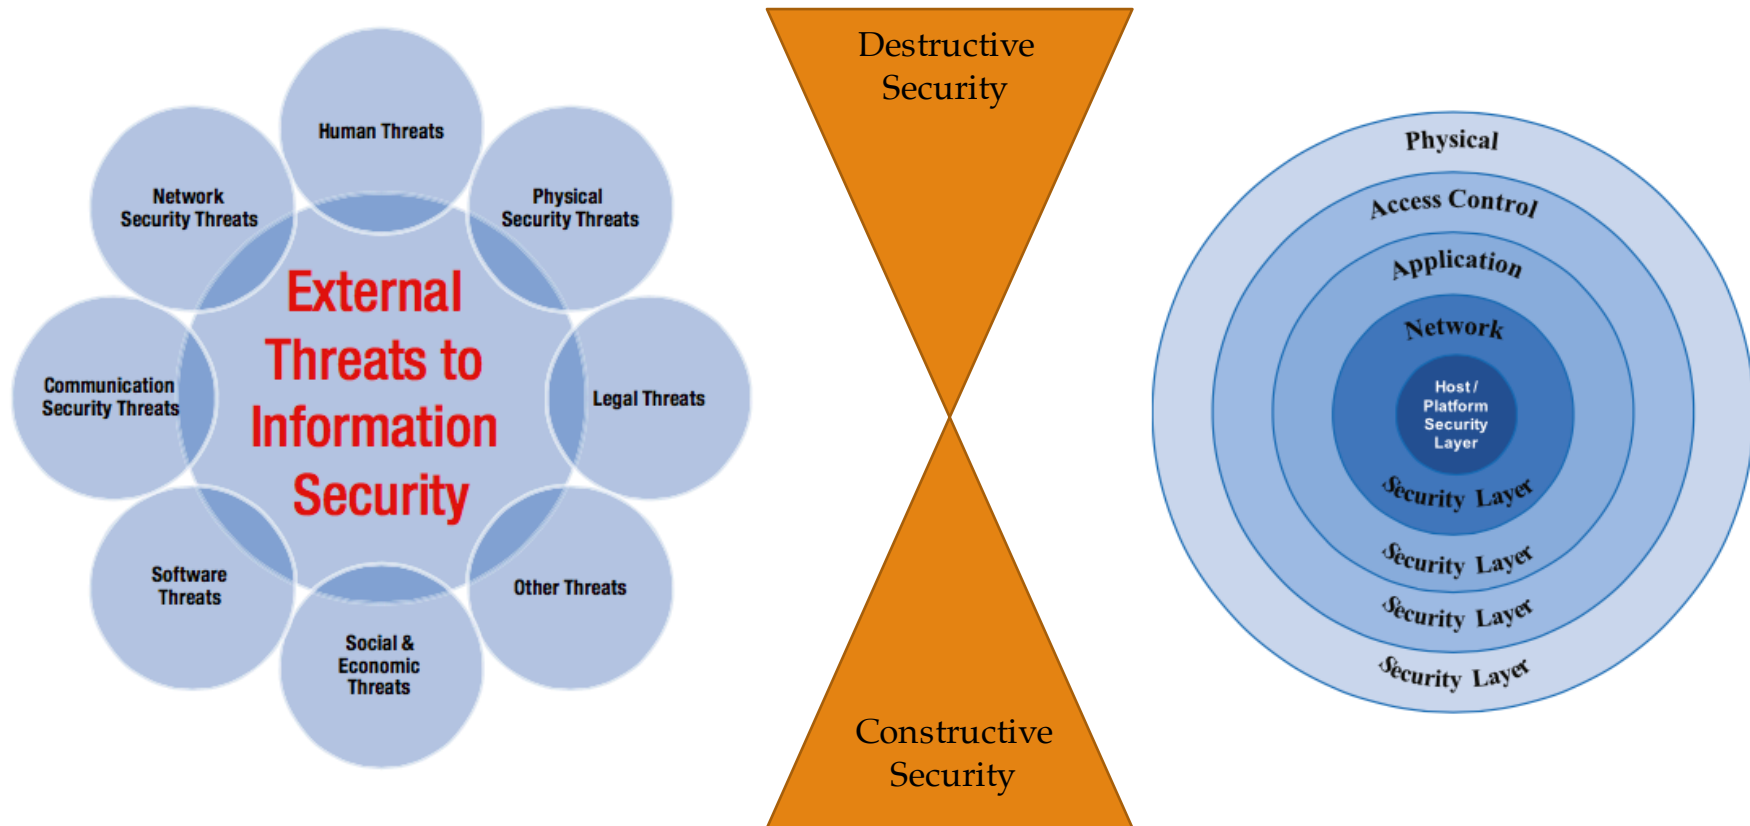 Human Threats
Physical
Security Threats
Legal Threats
Other Threats
Social &
Economic
Threats
Software
Threats
Communication
Security Threats
Network
Security Threats
External
Threats to
Information
Security
Destructive
Security
Constructive
Security
Physical
Access Control
Application
Network
Host /
Platform
Security
Layer
Security Layer
Security Layer
Security Layer
Security Layer